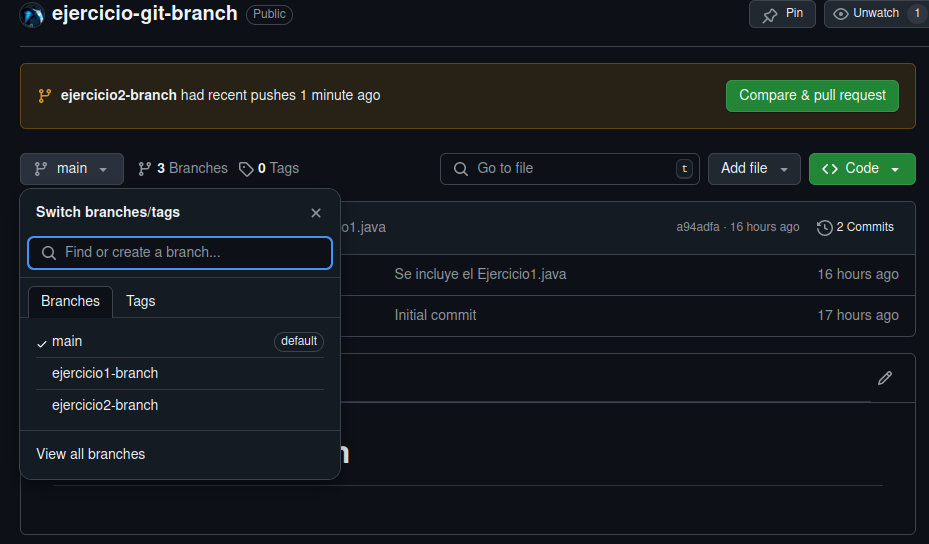 ejercicio-git-branch Public Pin Unwatch 1
ejercicio2-branch had recent pushes 1 minute ago Compare & pull request
main 3 Branches 0 Tags Go to file t Add file Code
Switch branches/tags
o1.java a94adfa · 16 hours ago 2 Commits
Find or create a branch...
Se incluye el Ejercicio1.java 16 hours ago
Branches Tags
Initial commit 17 hours ago
main default
ejercicio1-branch
ejercicio2-branch
View all branches